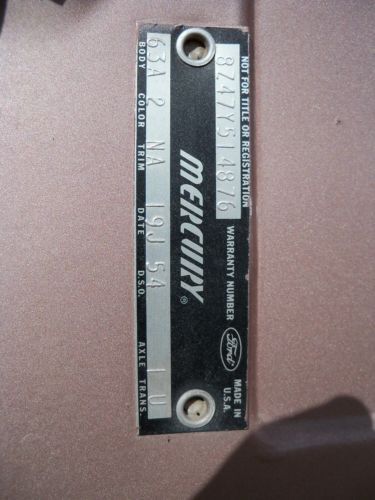 NOT FOR TITLE OR REGISTRATION
8Z47Y514876
WARRANTY NUMBER
MADE IN
U.S.A.
Ford
MERCURY®
63A 2 NA 19J 54 1 U
BODY COLOR TRIM DATE D.S.O. AXLE TRANS.